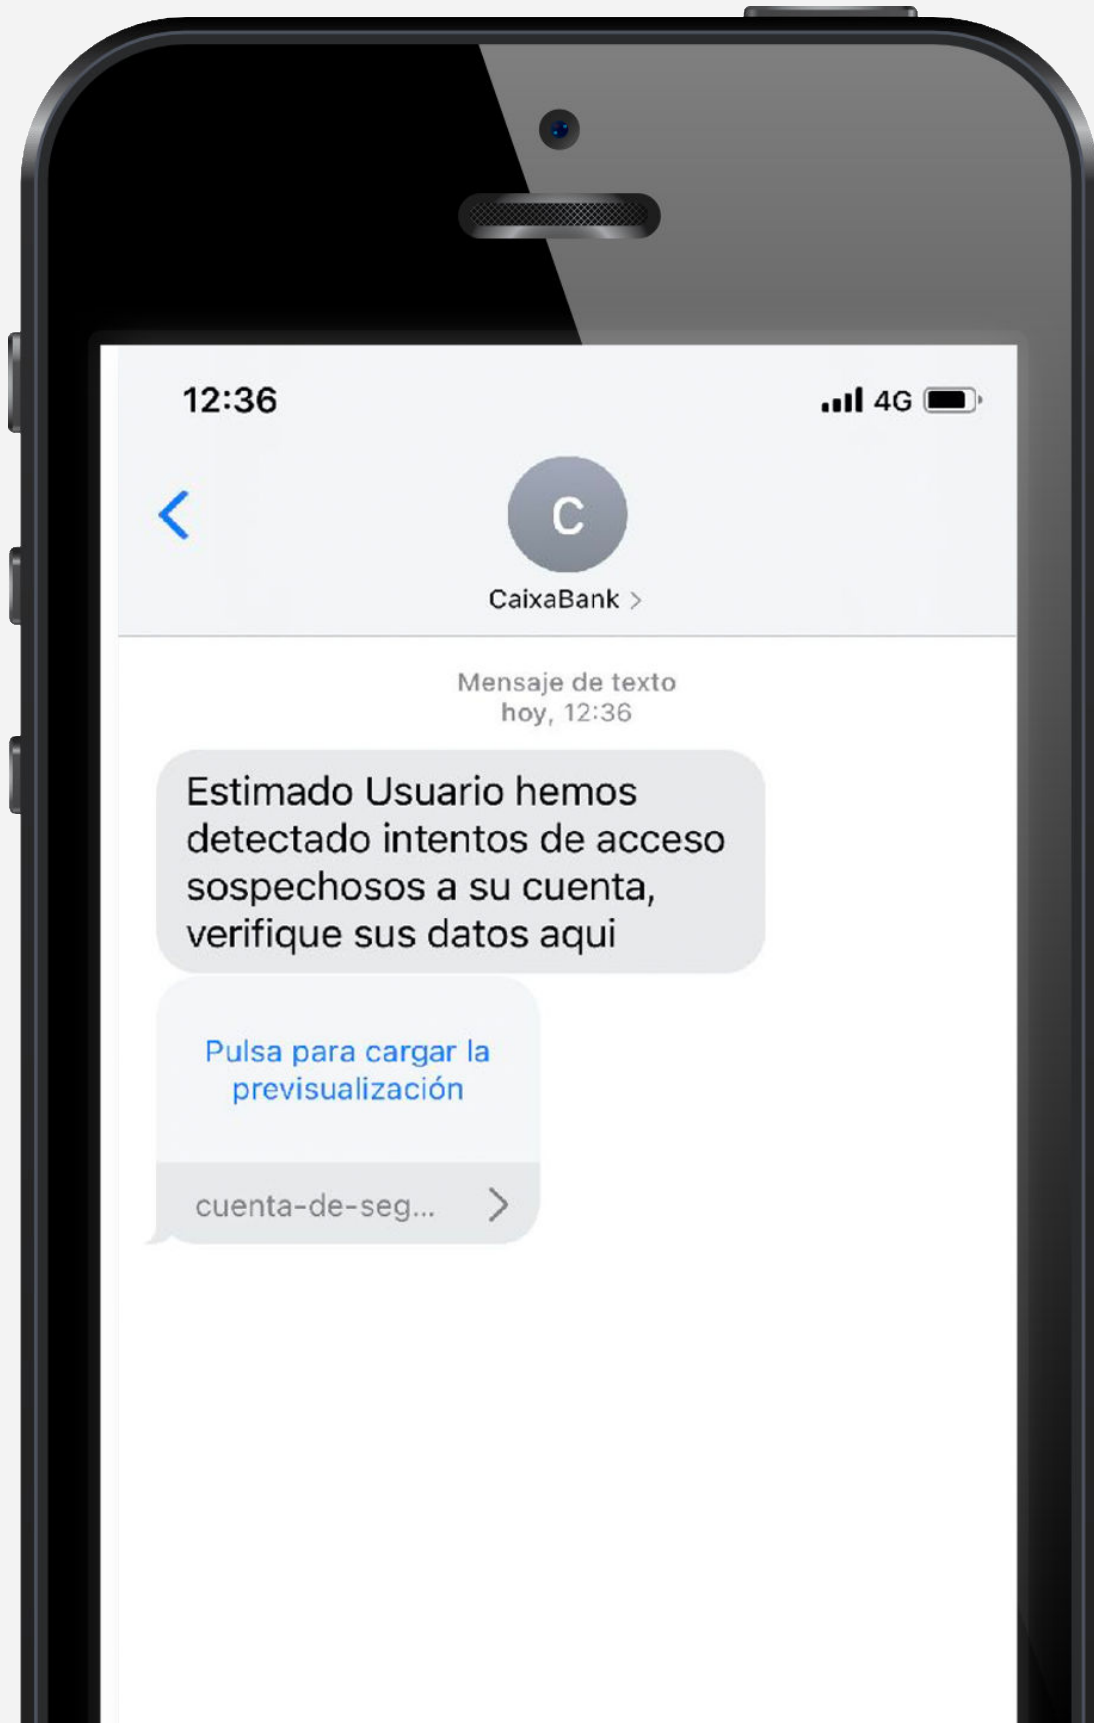 12:36
4G
C
CaixaBank >
Mensaje de texto
hoy, 12:36
Estimado Usuario hemos
detectado intentos de acceso
sospechosos a su cuenta,
verifique sus datos aqui
Pulsa para cargar la
previsualización
cuenta-de-seg...